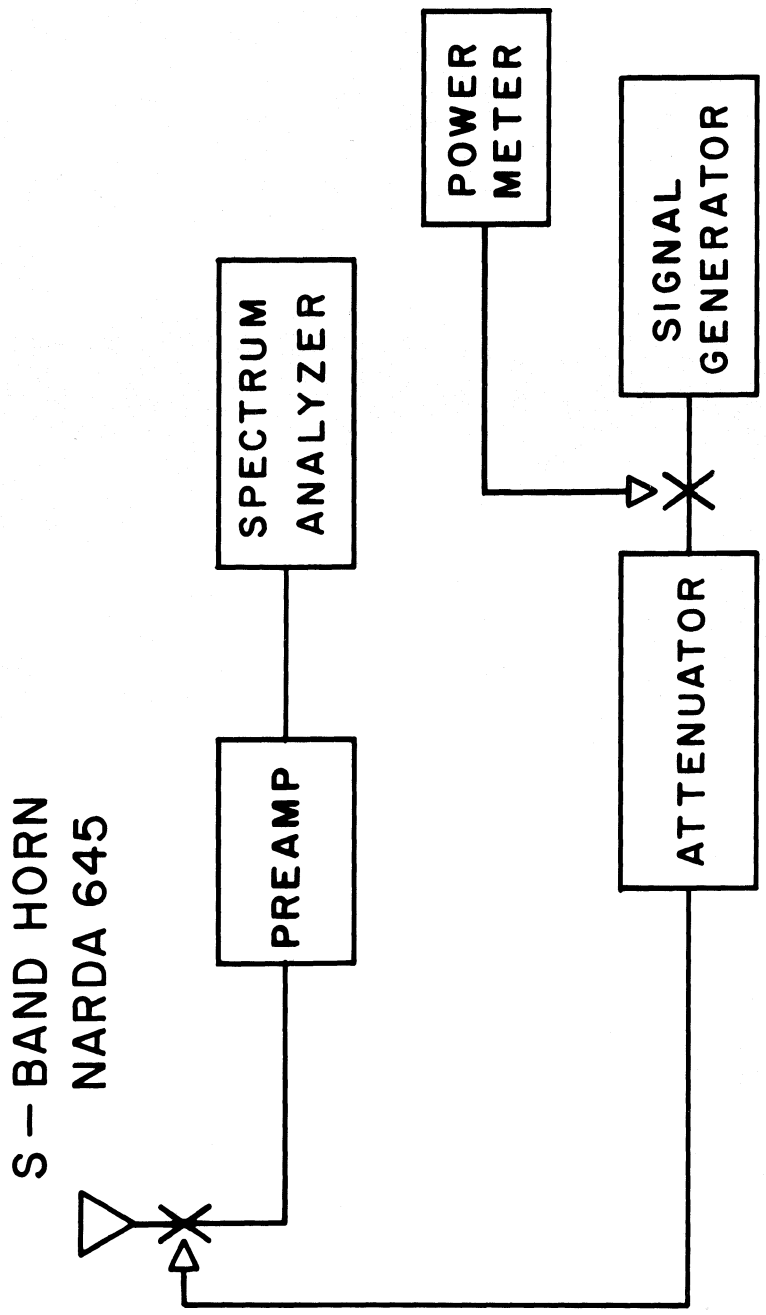 S – BAND HORN
NARDA 645
PREAMP
SPECTRUM
ANALYZER
POWER
METER
ATTENUATOR
SIGNAL
GENERATOR